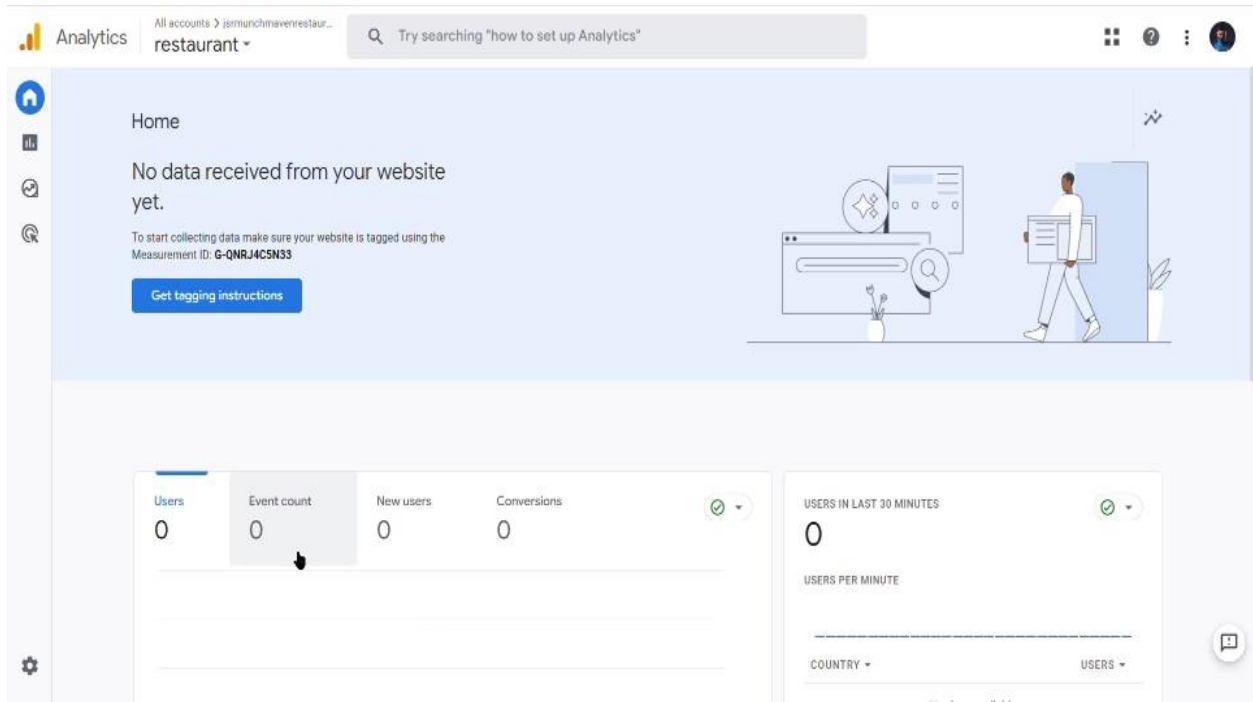 Analytics
All accounts > jsrmunchmavenrestaur...
restaurant
Try searching "how to set up Analytics"
Home
No data received from your website
yet.
To start collecting data make sure your website is tagged using the
Measurement ID: G-QNRJ4C5N33
Get tagging instructions
Users
0
Event count
0
New users
0
Conversions
0
USERS IN LAST 30 MINUTES
0
USERS PER MINUTE
COUNTRY
USERS